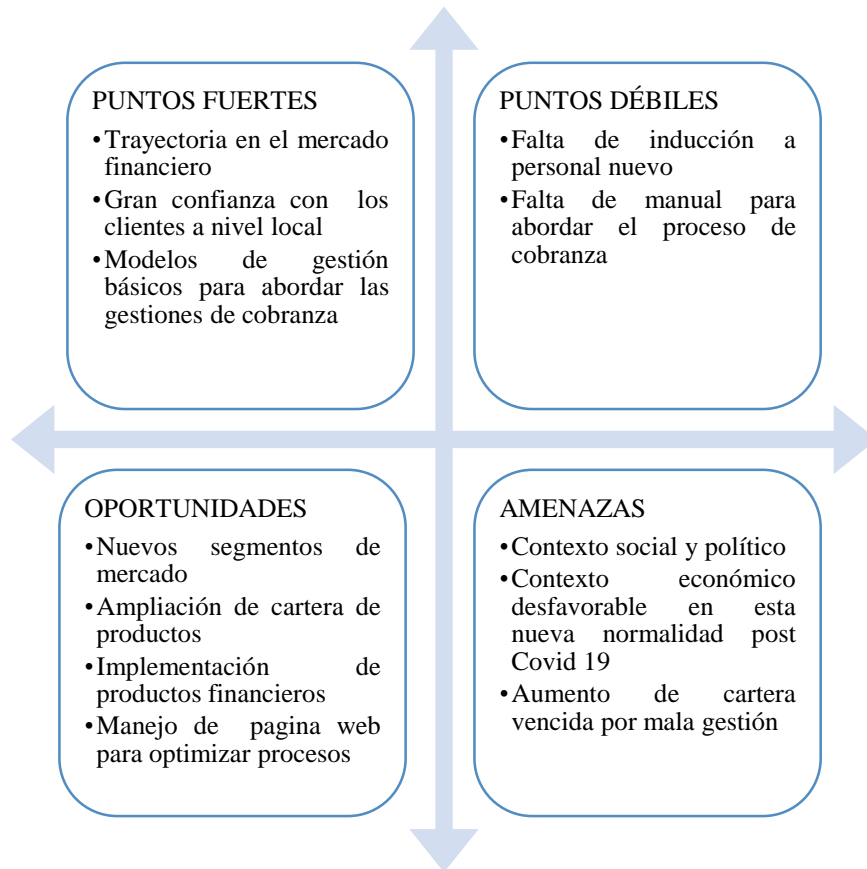 PUNTOS FUERTES
•Trayectoria en el mercado
financiero
•Gran confianza con los
clientes a nivel local
•Modelos de gestión
básicos para abordar las
gestiones de cobranza
PUNTOS DÉBILES
•Falta de inducción a
personal nuevo
•Falta de manual para
abordar el proceso de
cobranza
OPORTUNIDADES
•Nuevos segmentos de
mercado
•Ampliación de cartera de
productos
•Implementación de
productos financieros
•Manejo de pagina web
para optimizar procesos
AMENAZAS
•Contexto social y político
•Contexto económico
desfavorable en esta
nueva normalidad post
Covid 19
•Aumento de cartera
vencida por mala gestión